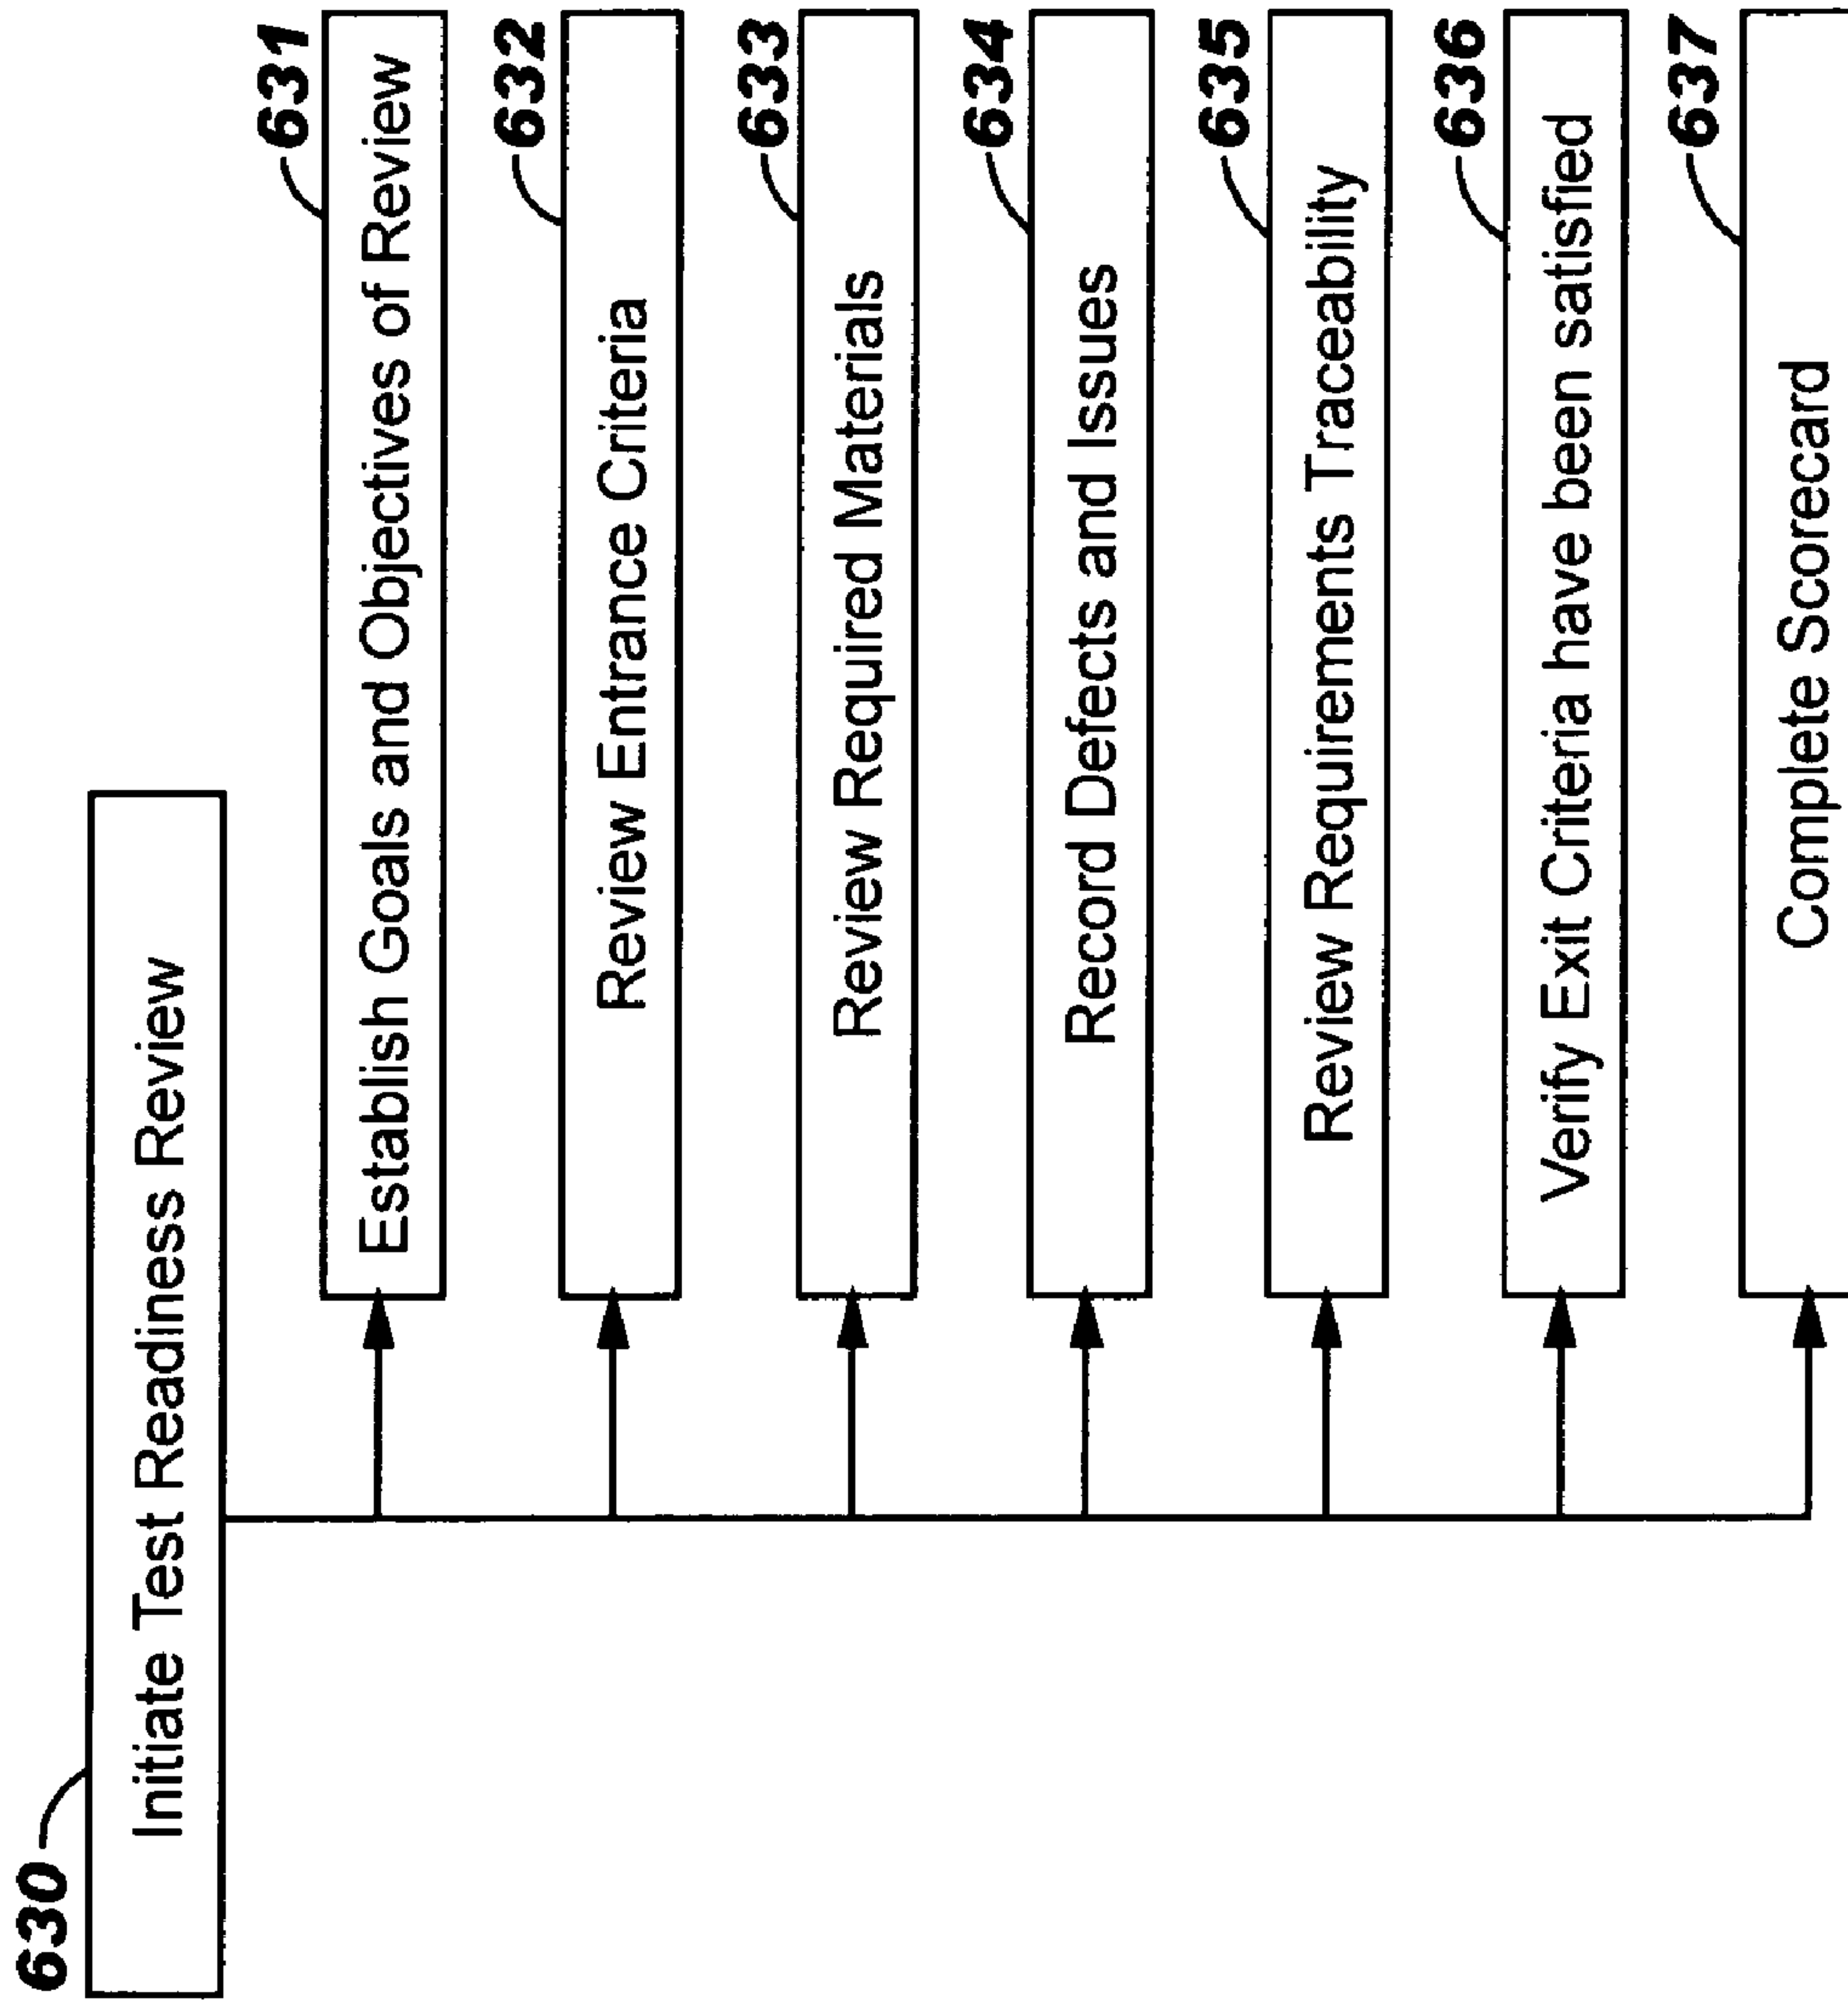 630
Initiate Test Readiness Review
631
Establish Goals and Objectives of Review
632
Review Entrance Criteria
633
Review Required Materials
634
Record Defects and Issues
635
Review Requirements Traceability
636
Verify Exit Criteria have been satisfied
637
Complete Scorecard